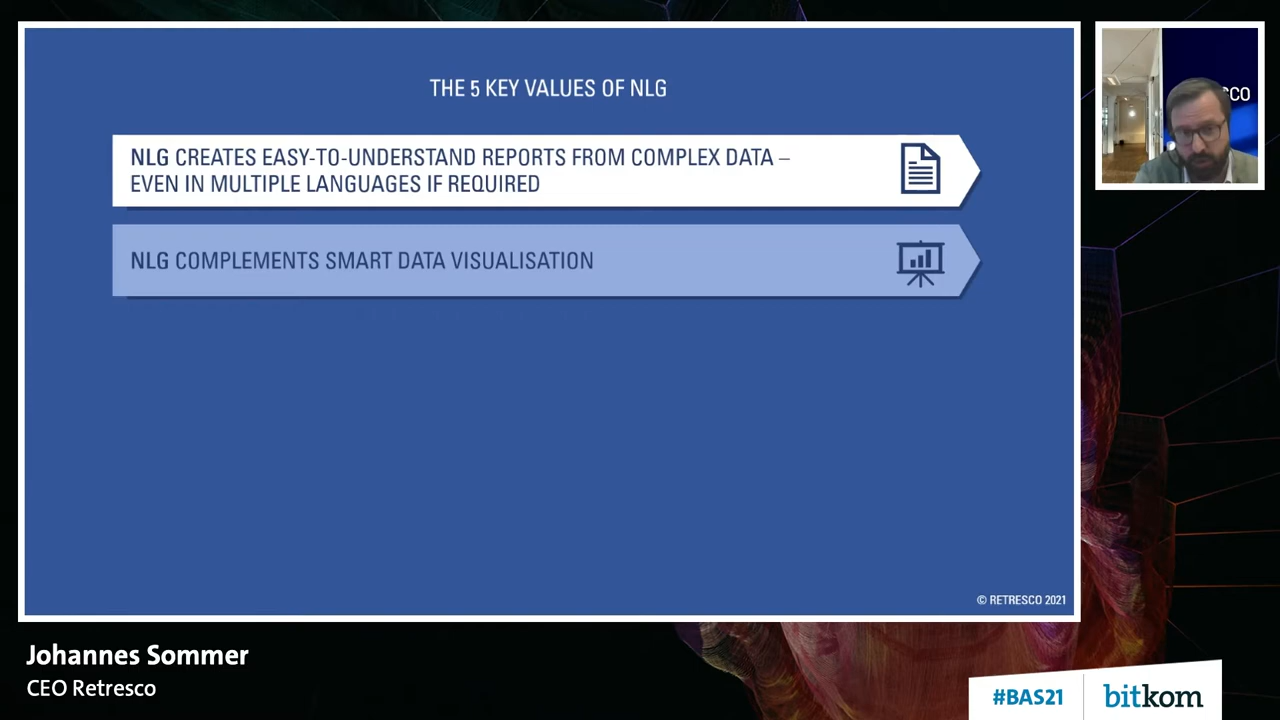 THE 5 KEY VALUES OF NLG
NLG CREATES EASY-TO-UNDERSTAND REPORTS FROM COMPLEX DATA –
EVEN IN MULTIPLE LANGUAGES IF REQUIRED
NLG COMPLEMENTS SMART DATA VISUALISATION
© RETRESCO 2021
SCO
Johannes Sommer
CEO Retresco
#BAS21
bitkom